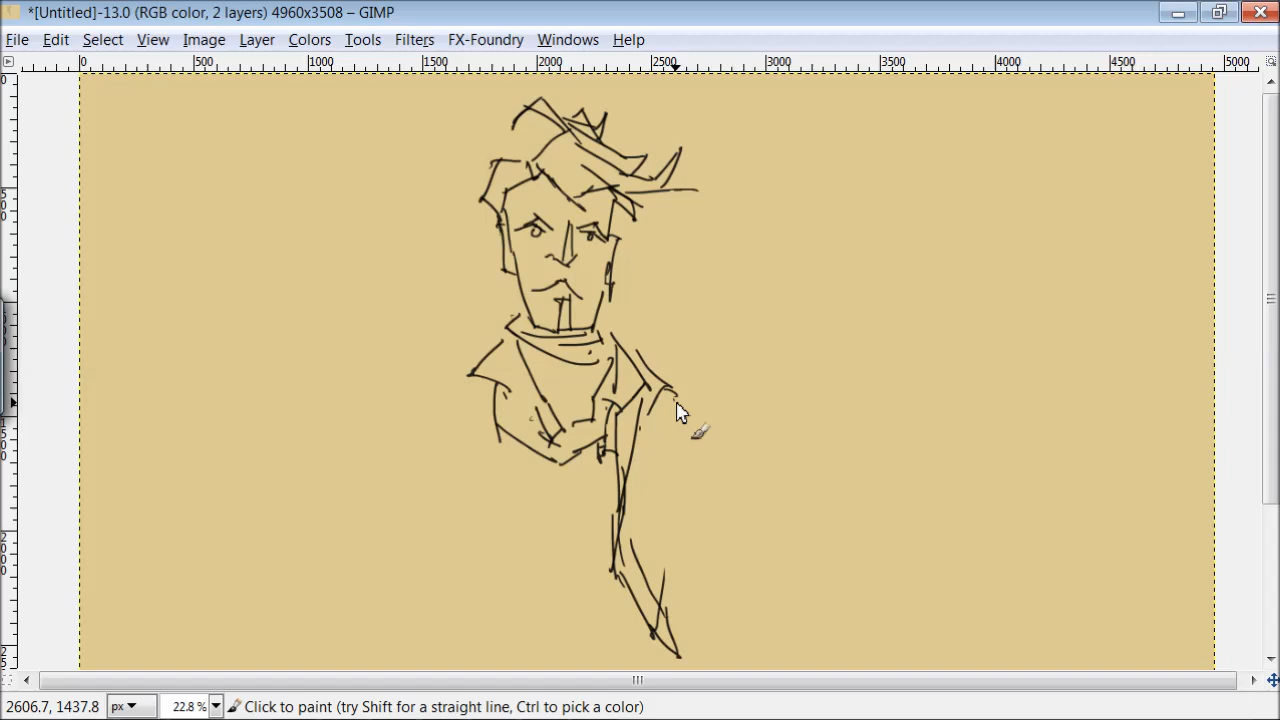 *[Untitled]-13.0 (RGB color, 2 layers) 4960x3508 – GIMP
File Edit Select View Image Layer Colors Tools Filters FX-Foundry Windows Help
0 500 1000 1500 2000 2500 3000 3500 4000 4500 5000
2606.7, 1437.8 px 22.8 % Click to paint (try Shift for a straight line, Ctrl to pick a color)